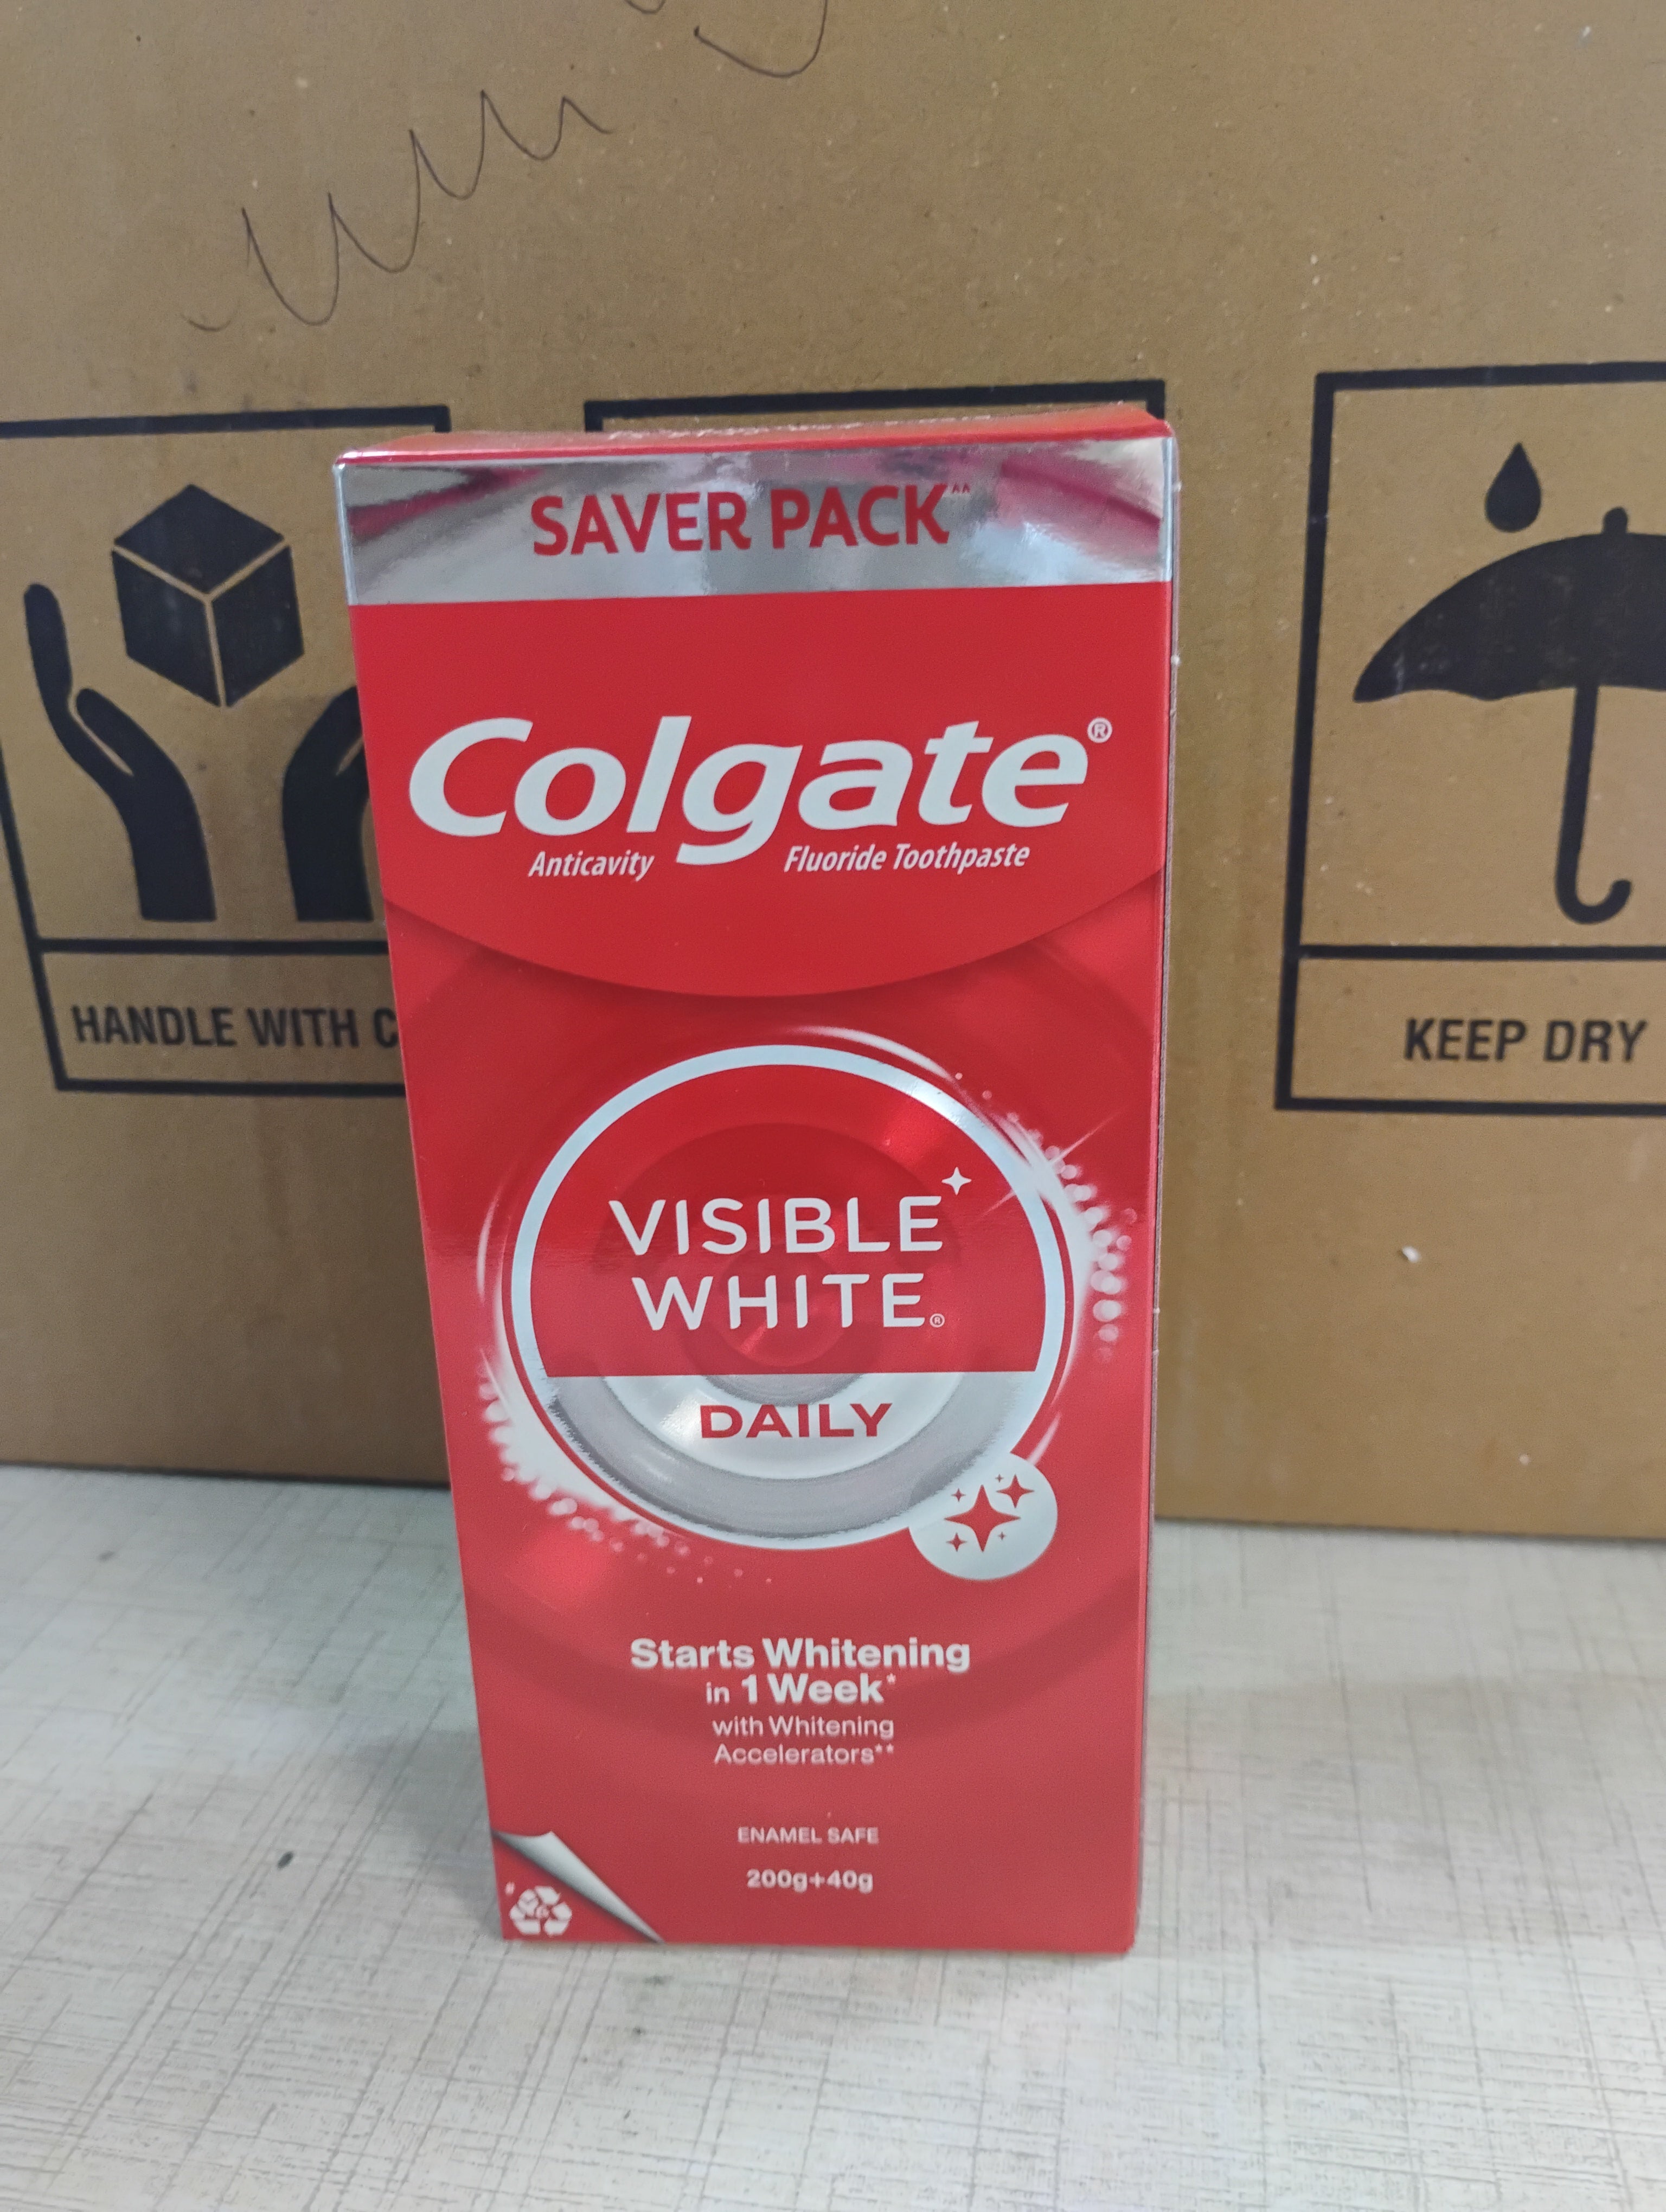 SAVER PACK^^
Colgate®
Anticavity Fluoride Toothpaste
VISIBLE
WHITE®
DAILY
Starts Whitening
in 1 Week*
with Whitening
Accelerators**
ENAMEL SAFE
200g+40g
HANDLE WITH C
KEEP DRY